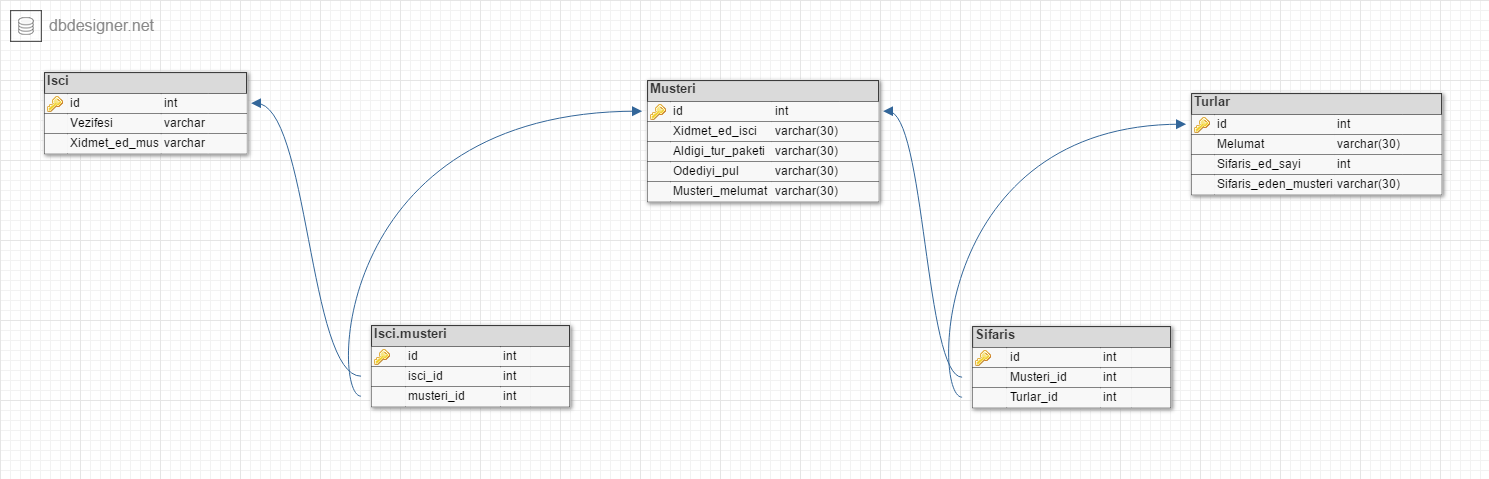 dbdesigner.net
Isci
id int
Vezifesi varchar
Xidmet_ed_mus varchar
Musteri
id int
Xidmet_ed_isci varchar(30)
Aldigi_tur_paketi varchar(30)
Odediyi_pul varchar(30)
Musteri_melumat varchar(30)
Turlar
id int
Melumat varchar(30)
Sifaris_ed_sayi int
Sifaris_eden_musteri varchar(30)
Isci.musteri
id int
isci_id int
musteri_id int
Sifaris
id int
Musteri_id int
Turlar_id int